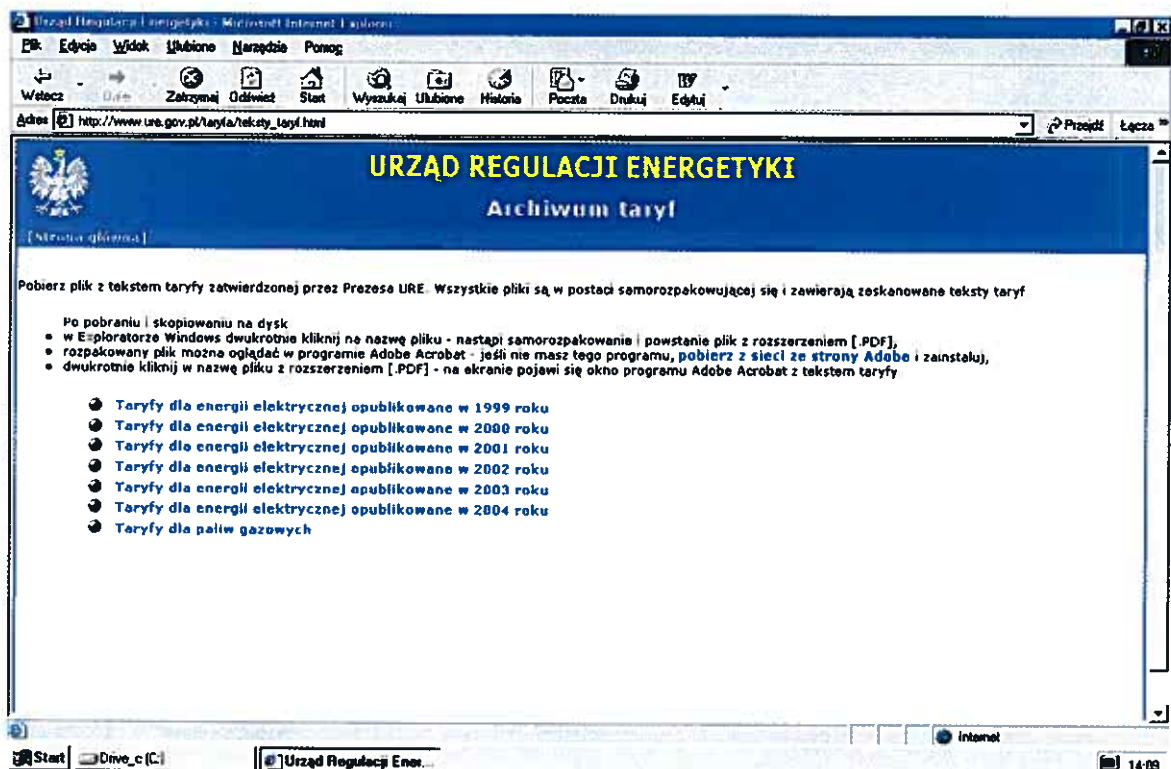 Urząd Regulacji Energetyki - Microsoft Internet Explorer
Plik Edycja Widok Ulubione Narzędzia Pomoc
Wstecz Dalej Zatrzymaj Odśwież Start Wyszukaj Ulubione Historia Poczta Drukuj Edytuj
Adres http://www.ure.gov.pl/taryfa/teksty_taryf.html Przejdź Łącza »
URZĄD REGULACJI ENERGETYKI
Archiwum taryf
[Strona główna]
Pobierz plik z tekstem taryfy zatwierdzonej przez Prezesa URE. Wszystkie pliki są w postaci samorozpakowującej się i zawierają zeskanowane teksty taryf
Po pobraniu i skopiowaniu na dysk
w Exploratorze Windows dwukrotnie kliknij na nazwę pliku - nastąpi samorozpakowanie i powstanie plik z rozszerzeniem [.PDF],
rozpakowany plik można oglądać w programie Adobe Acrobat - jeśli nie masz tego programu, pobierz z sieci ze strony Adobe i zainstaluj,
dwukrotnie kliknij w nazwę pliku z rozszerzeniem [.PDF] - na ekranie pojawi się okno programu Adobe Acrobat z tekstem taryfy
Taryfy dla energii elektrycznej opublikowane w 1999 roku
Taryfy dla energii elektrycznej opublikowane w 2000 roku
Taryfy dla energii elektrycznej opublikowane w 2001 roku
Taryfy dla energii elektrycznej opublikowane w 2002 roku
Taryfy dla energii elektrycznej opublikowane w 2003 roku
Taryfy dla energii elektrycznej opublikowane w 2004 roku
Taryfy dla paliw gazowych
Internet
Start Drive_c (C:) Urząd Regulacji Ener... 14:09